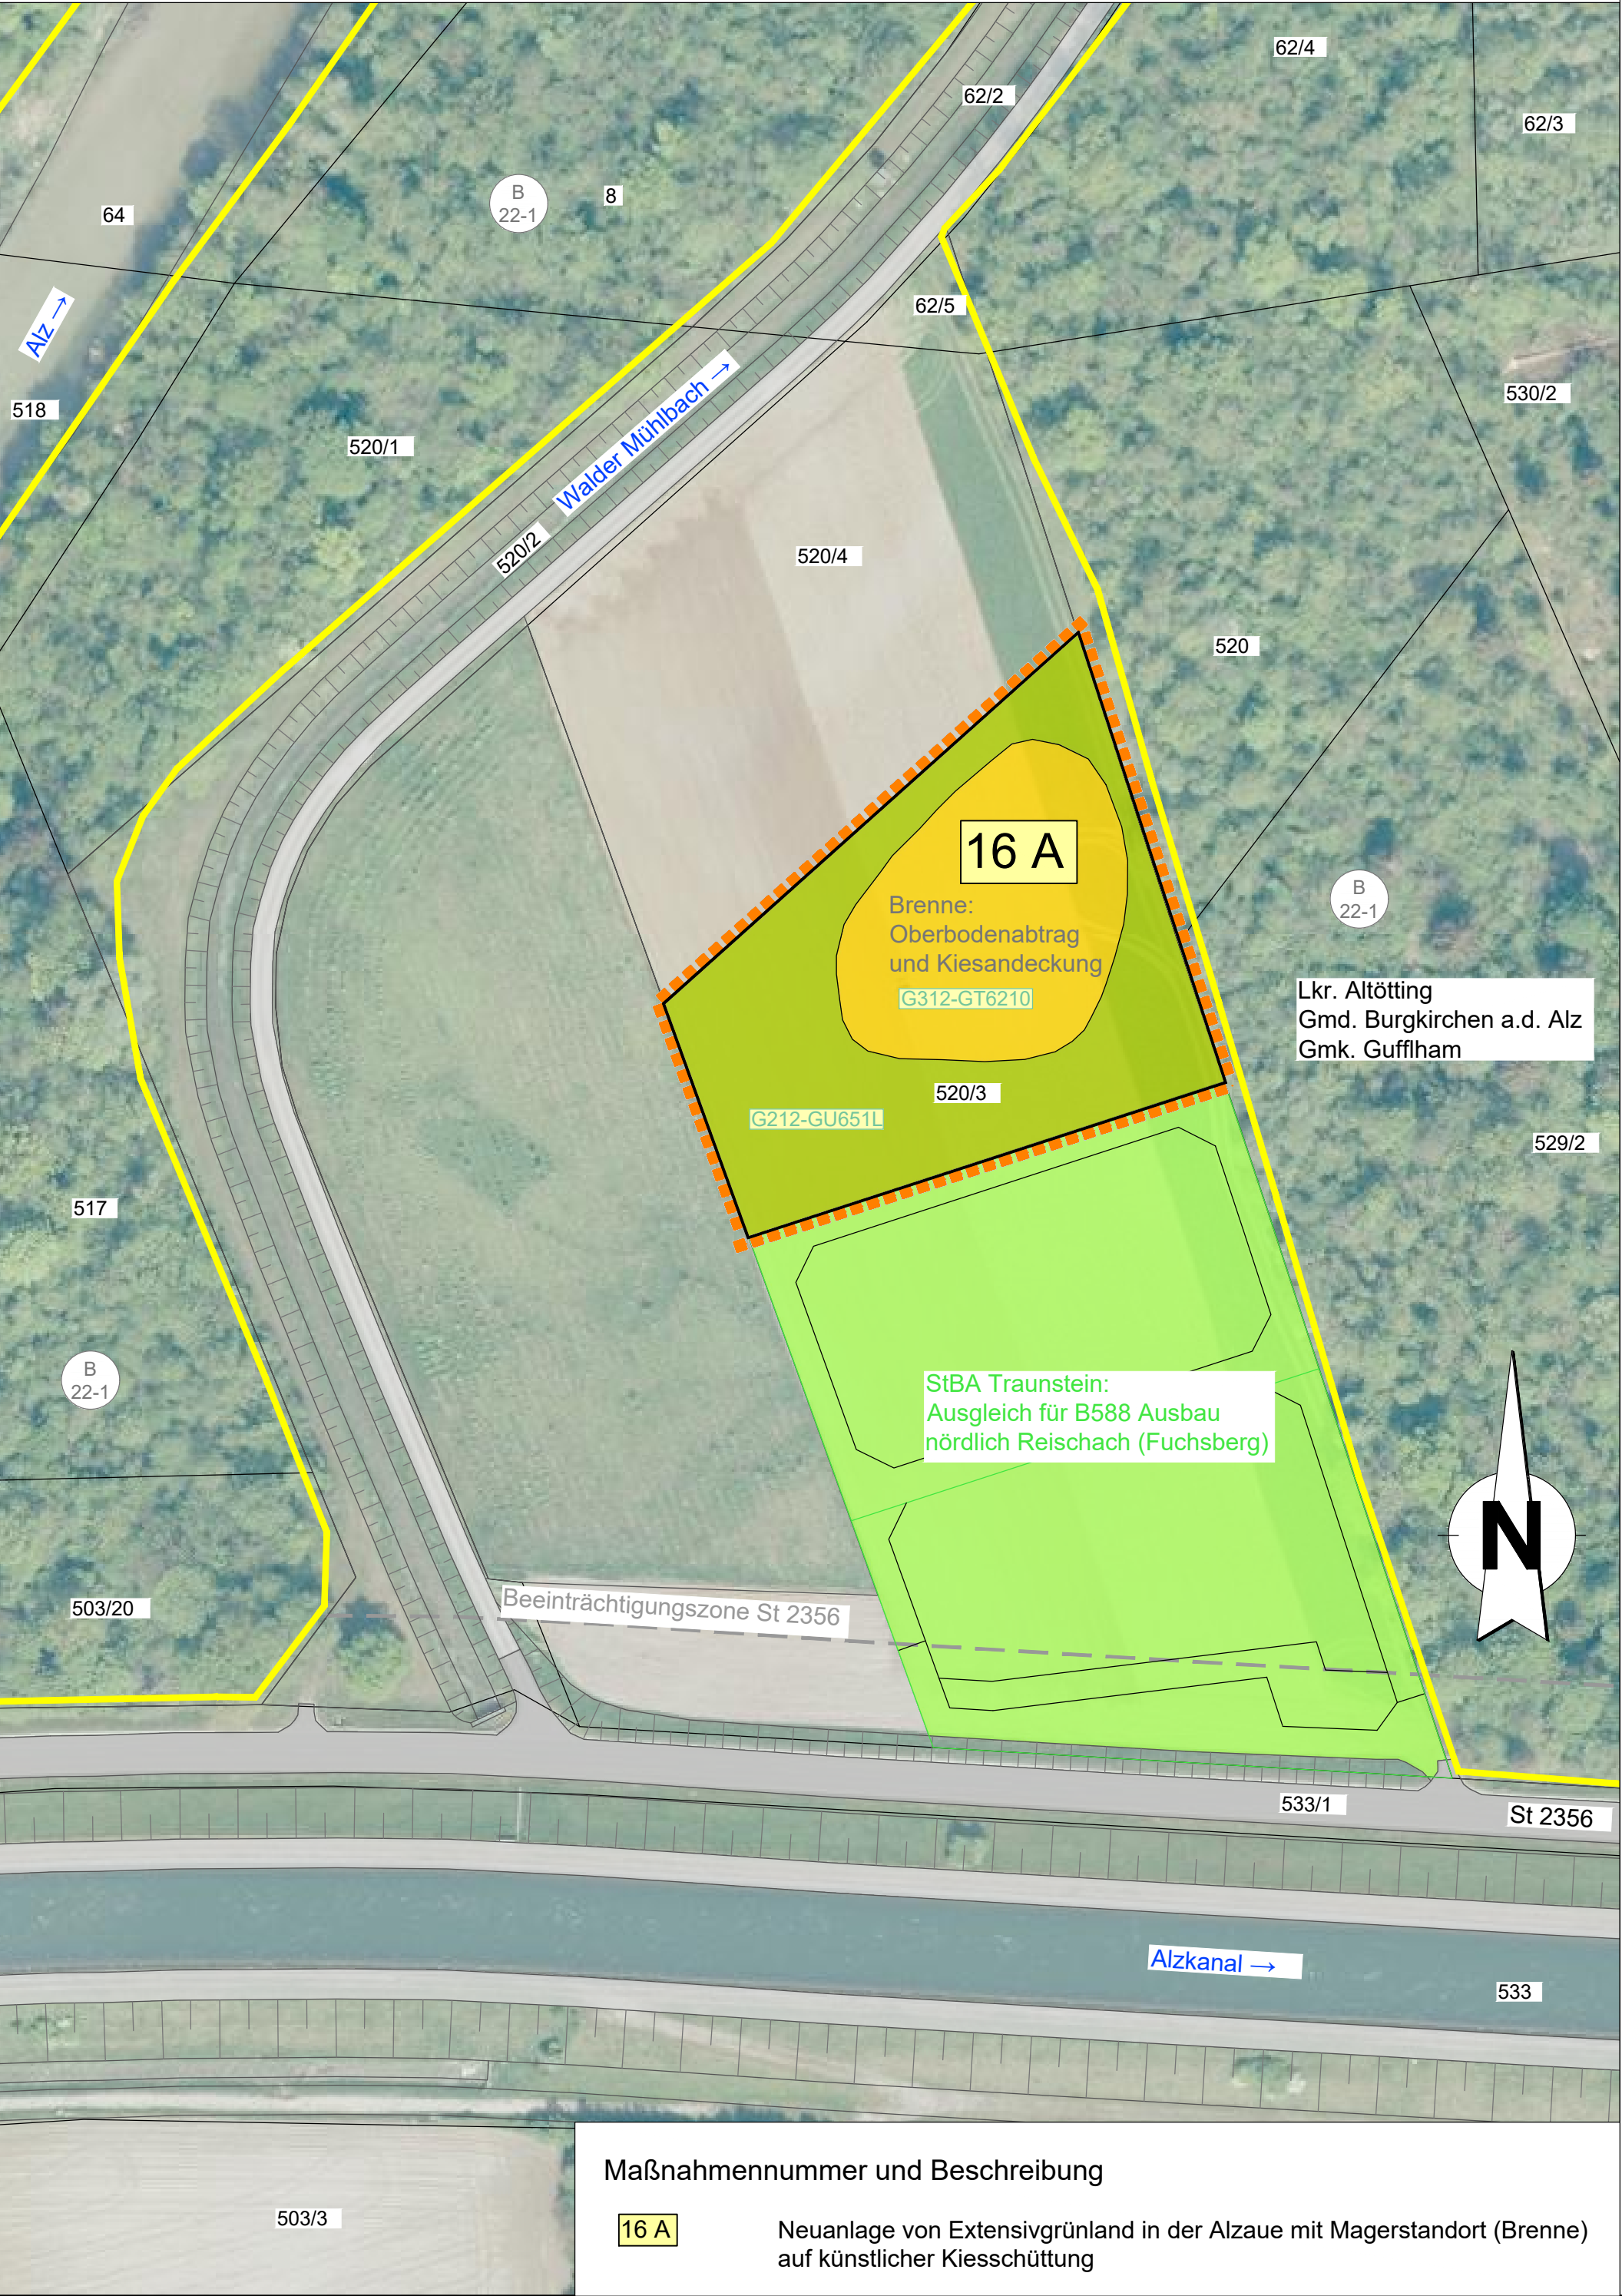 62/4
62/2
62/3
B
22-1
8
64
62/5
Alz →
530/2
518
520/1
Walder Mühlbach →
520/2
520/4
520
16 A
B
22-1
Brenne:
Oberbodenabtrag
und Kiesandeckung
G312-GT6210
Lkr. Altötting
Gmd. Burgkirchen a.d. Alz
Gmk. Gufflham
520/3
G212-GU651L
529/2
517
B
22-1
StBA Traunstein:
Ausgleich für B588 Ausbau
nördlich Reischach (Fuchsberg)
N
503/20
Beeinträchtigungszone St 2356
533/1
St 2356
Alzkanal →
533
503/3
Maßnahmennummer und Beschreibung
16 A
Neuanlage von Extensivgrünland in der Alzaue mit Magerstandort (Brenne)
auf künstlicher Kiesschüttung